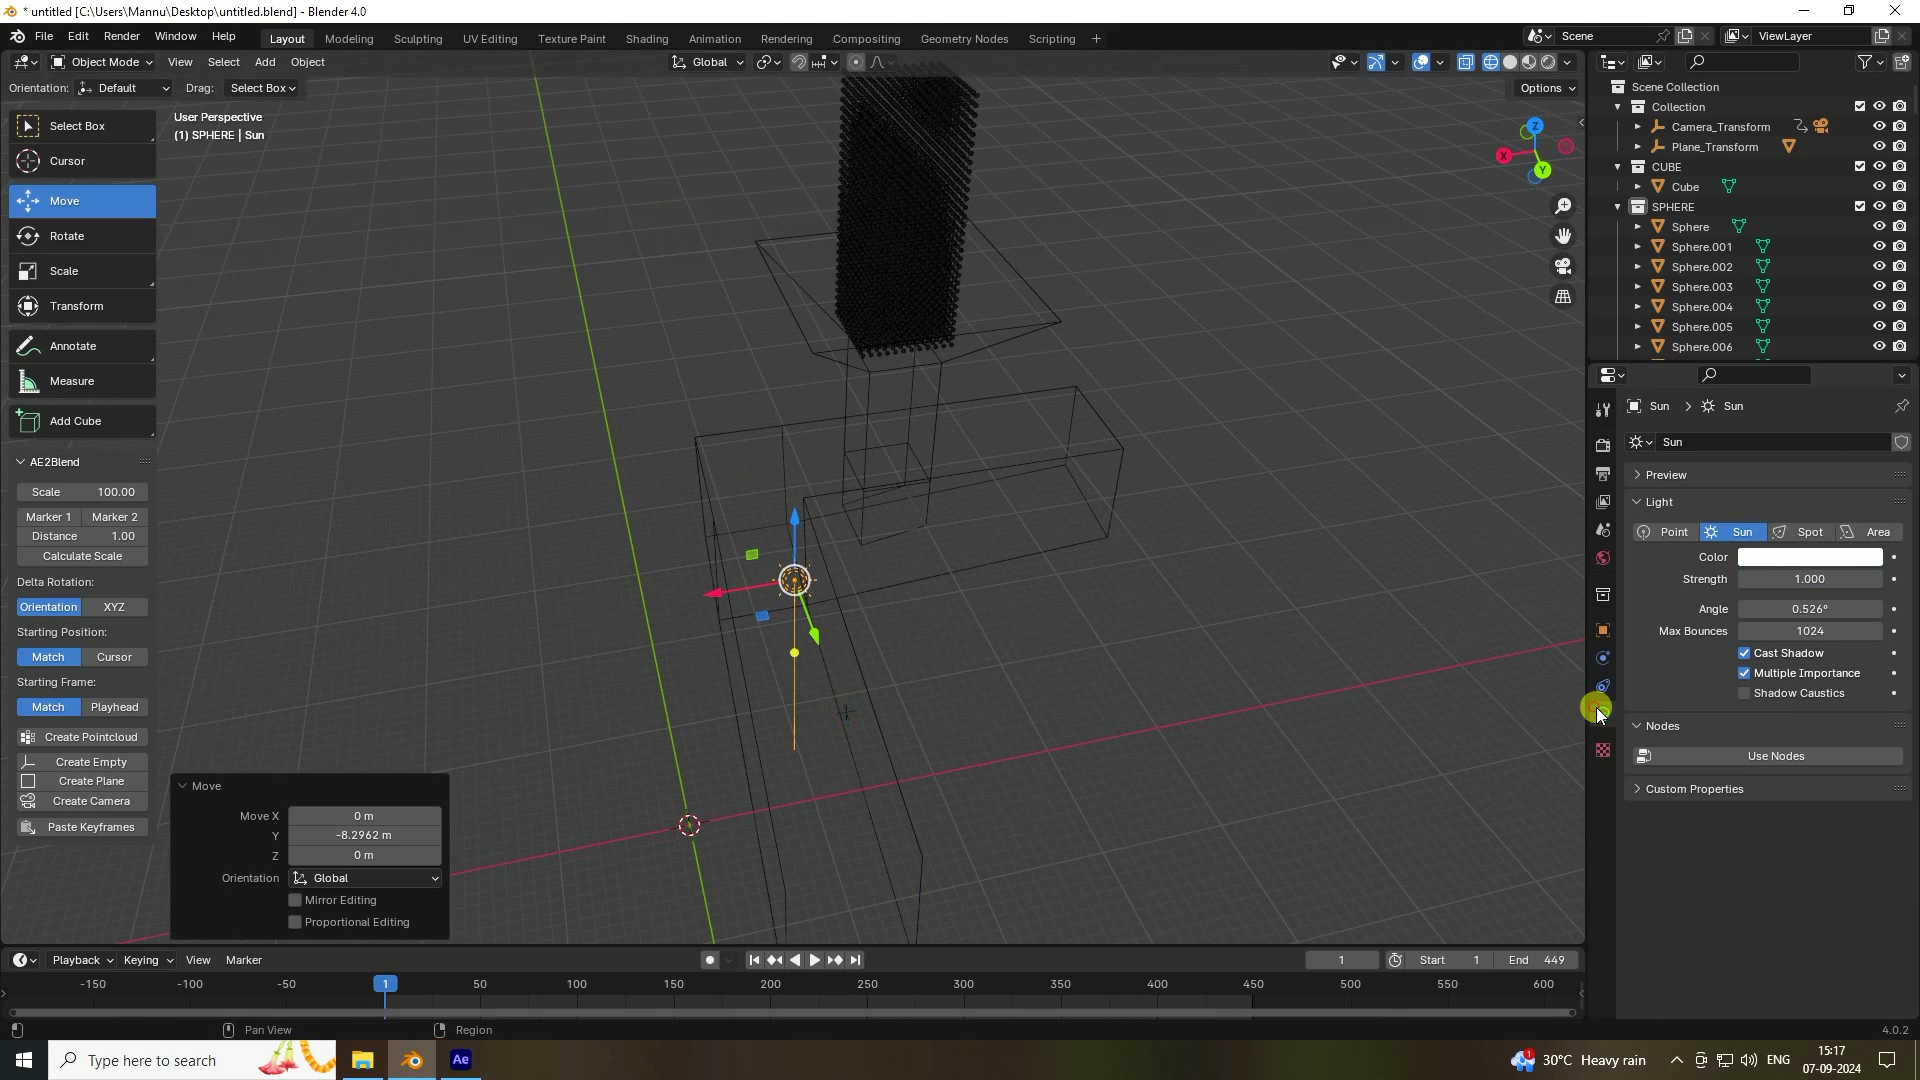 * untitled [C:\Users\Mannu\Desktop\untitled.blend] - Blender 4.0
File Edit Render Window Help Layout Modeling Sculpting UV Editing Texture Paint Shading Animation Rendering Compositing Geometry Nodes Scripting + Scene ViewLayer
Object Mode View Select Add Object Global
Orientation: Default Drag: Select Box Options
User Perspective
(1) SPHERE | Sun
Select Box
Cursor
Move
Rotate
Scale
Transform
Annotate
Measure
Add Cube
AE2Blend
Scale 100.00
Marker 1 Marker 2
Distance 1.00
Calculate Scale
Delta Rotation:
Orientation XYZ
Starting Position:
Match Cursor
Starting Frame:
Match Playhead
Create Pointcloud
Create Empty
Create Plane
Create Camera
Paste Keyframes
Move
Move X 0 m
Y -8.2962 m
Z 0 m
Orientation Global
Mirror Editing
Proportional Editing
Z
X
Y
Scene Collection
Collection
Camera_Transform
Plane_Transform
CUBE
Cube
SPHERE
Sphere
Sphere.001
Sphere.002
Sphere.003
Sphere.004
Sphere.005
Sphere.006
Sun > Sun
Sun
Preview
Light
Point Sun Spot Area
Color
Strength 1.000
Angle 0.526°
Max Bounces 1024
Cast Shadow
Multiple Importance
Shadow Caustics
Nodes
Use Nodes
Custom Properties
Playback Keying View Marker 1 Start 1 End 449
-150 -100 -50 1 50 100 150 200 250 300 350 400 450 500 550 600
Pan View Region 4.0.2
Type here to search Ae 1 30°C Heavy rain ENG 15:17
07-09-2024